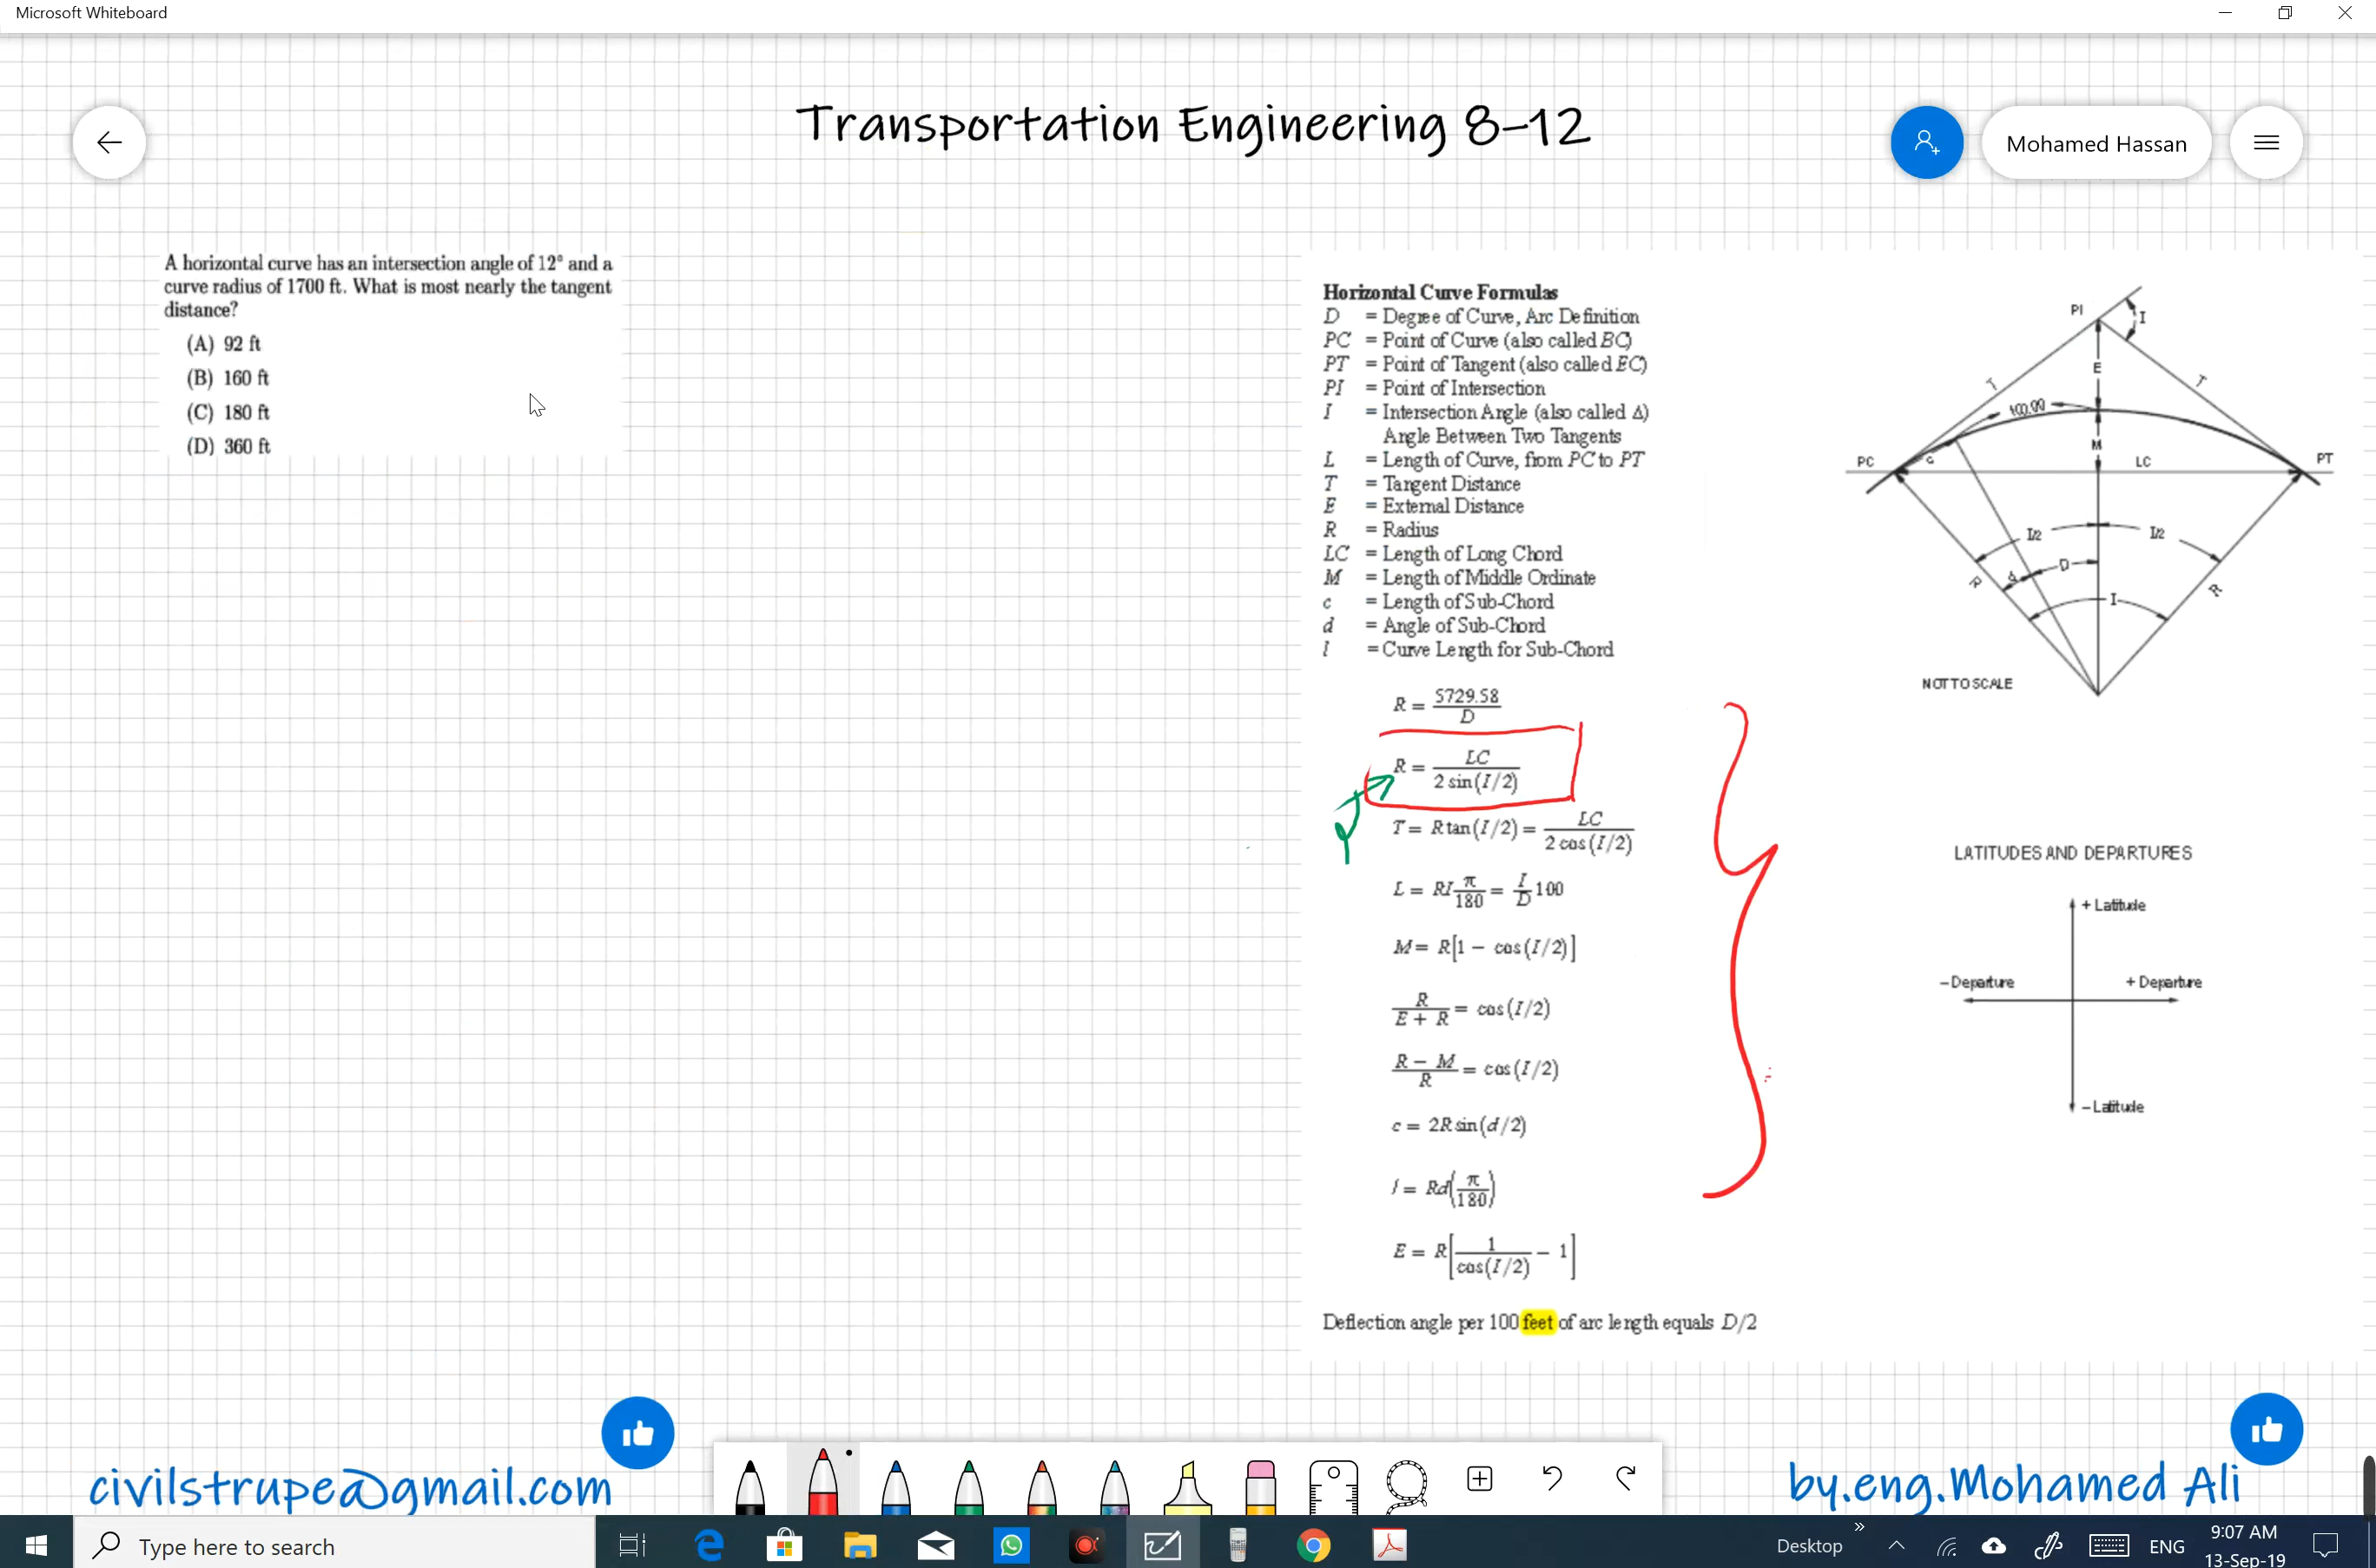 Microsoft Whiteboard
Transportation Engineering 8-12
Mohamed Hassan
A horizontal curve has an intersection angle of 12° and a
curve radius of 1700 ft. What is most nearly the tangent
distance?
(A) 92 ft
(B) 160 ft
(C) 180 ft
(D) 360 ft
Horizontal Curve Formulas
D = Degree of Curve, Arc Definition
PC = Point of Curve (also called BC)
PT = Point of Tangent (also called EC)
PI = Point of Intersection
I = Intersection Angle (also called Δ)
Angle Between Two Tangents
L = Length of Curve, from PC to PT
T = Tangent Distance
E = External Distance
R = Radius
LC = Length of Long Chord
M = Length of Middle Ordinate
c = Length of Sub-Chord
d = Angle of Sub-Chord
l = Curve Length for Sub-Chord
R = 5729.58 / D
R = LC / 2 sin(I/2)
T = R tan(I/2) = LC / 2 cos(I/2)
L = RI π/180 = I/D 100
M = R[1 − cos(I/2)]
R / E + R = cos(I/2)
R − M / R = cos(I/2)
c = 2R sin(d/2)
l = Rd(π/180)
E = R[1 / cos(I/2) − 1]
Deflection angle per 100 feet of arc length equals D/2
PI
I
E
T
T
100.00
M
PC
c
LC
PT
I/2
I/2
D
d
R
R
I
NOT TO SCALE
LATITUDES AND DEPARTURES
+ Latitude
− Departure
+ Departure
− Latitude
civilstrupe@gmail.com
by.eng.Mohamed Ali
Type here to search
Desktop
ENG
9:07 AM
13-Sep-19